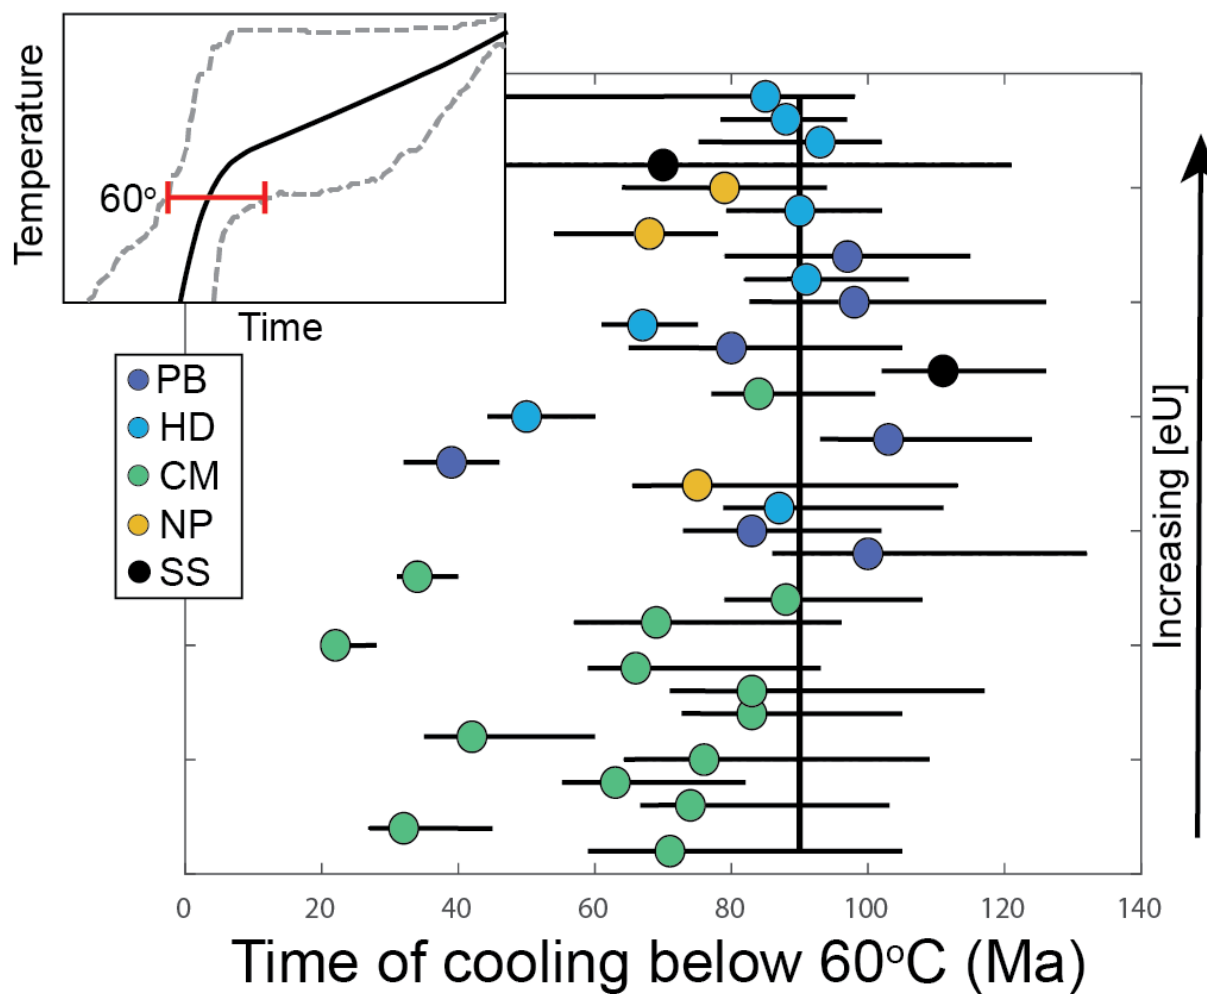 Temperature
60°
Time
PB
HD
CM
NP
SS
Increasing [eU]
0 20 40 60 80 100 120 140
Time of cooling below 60°C (Ma)